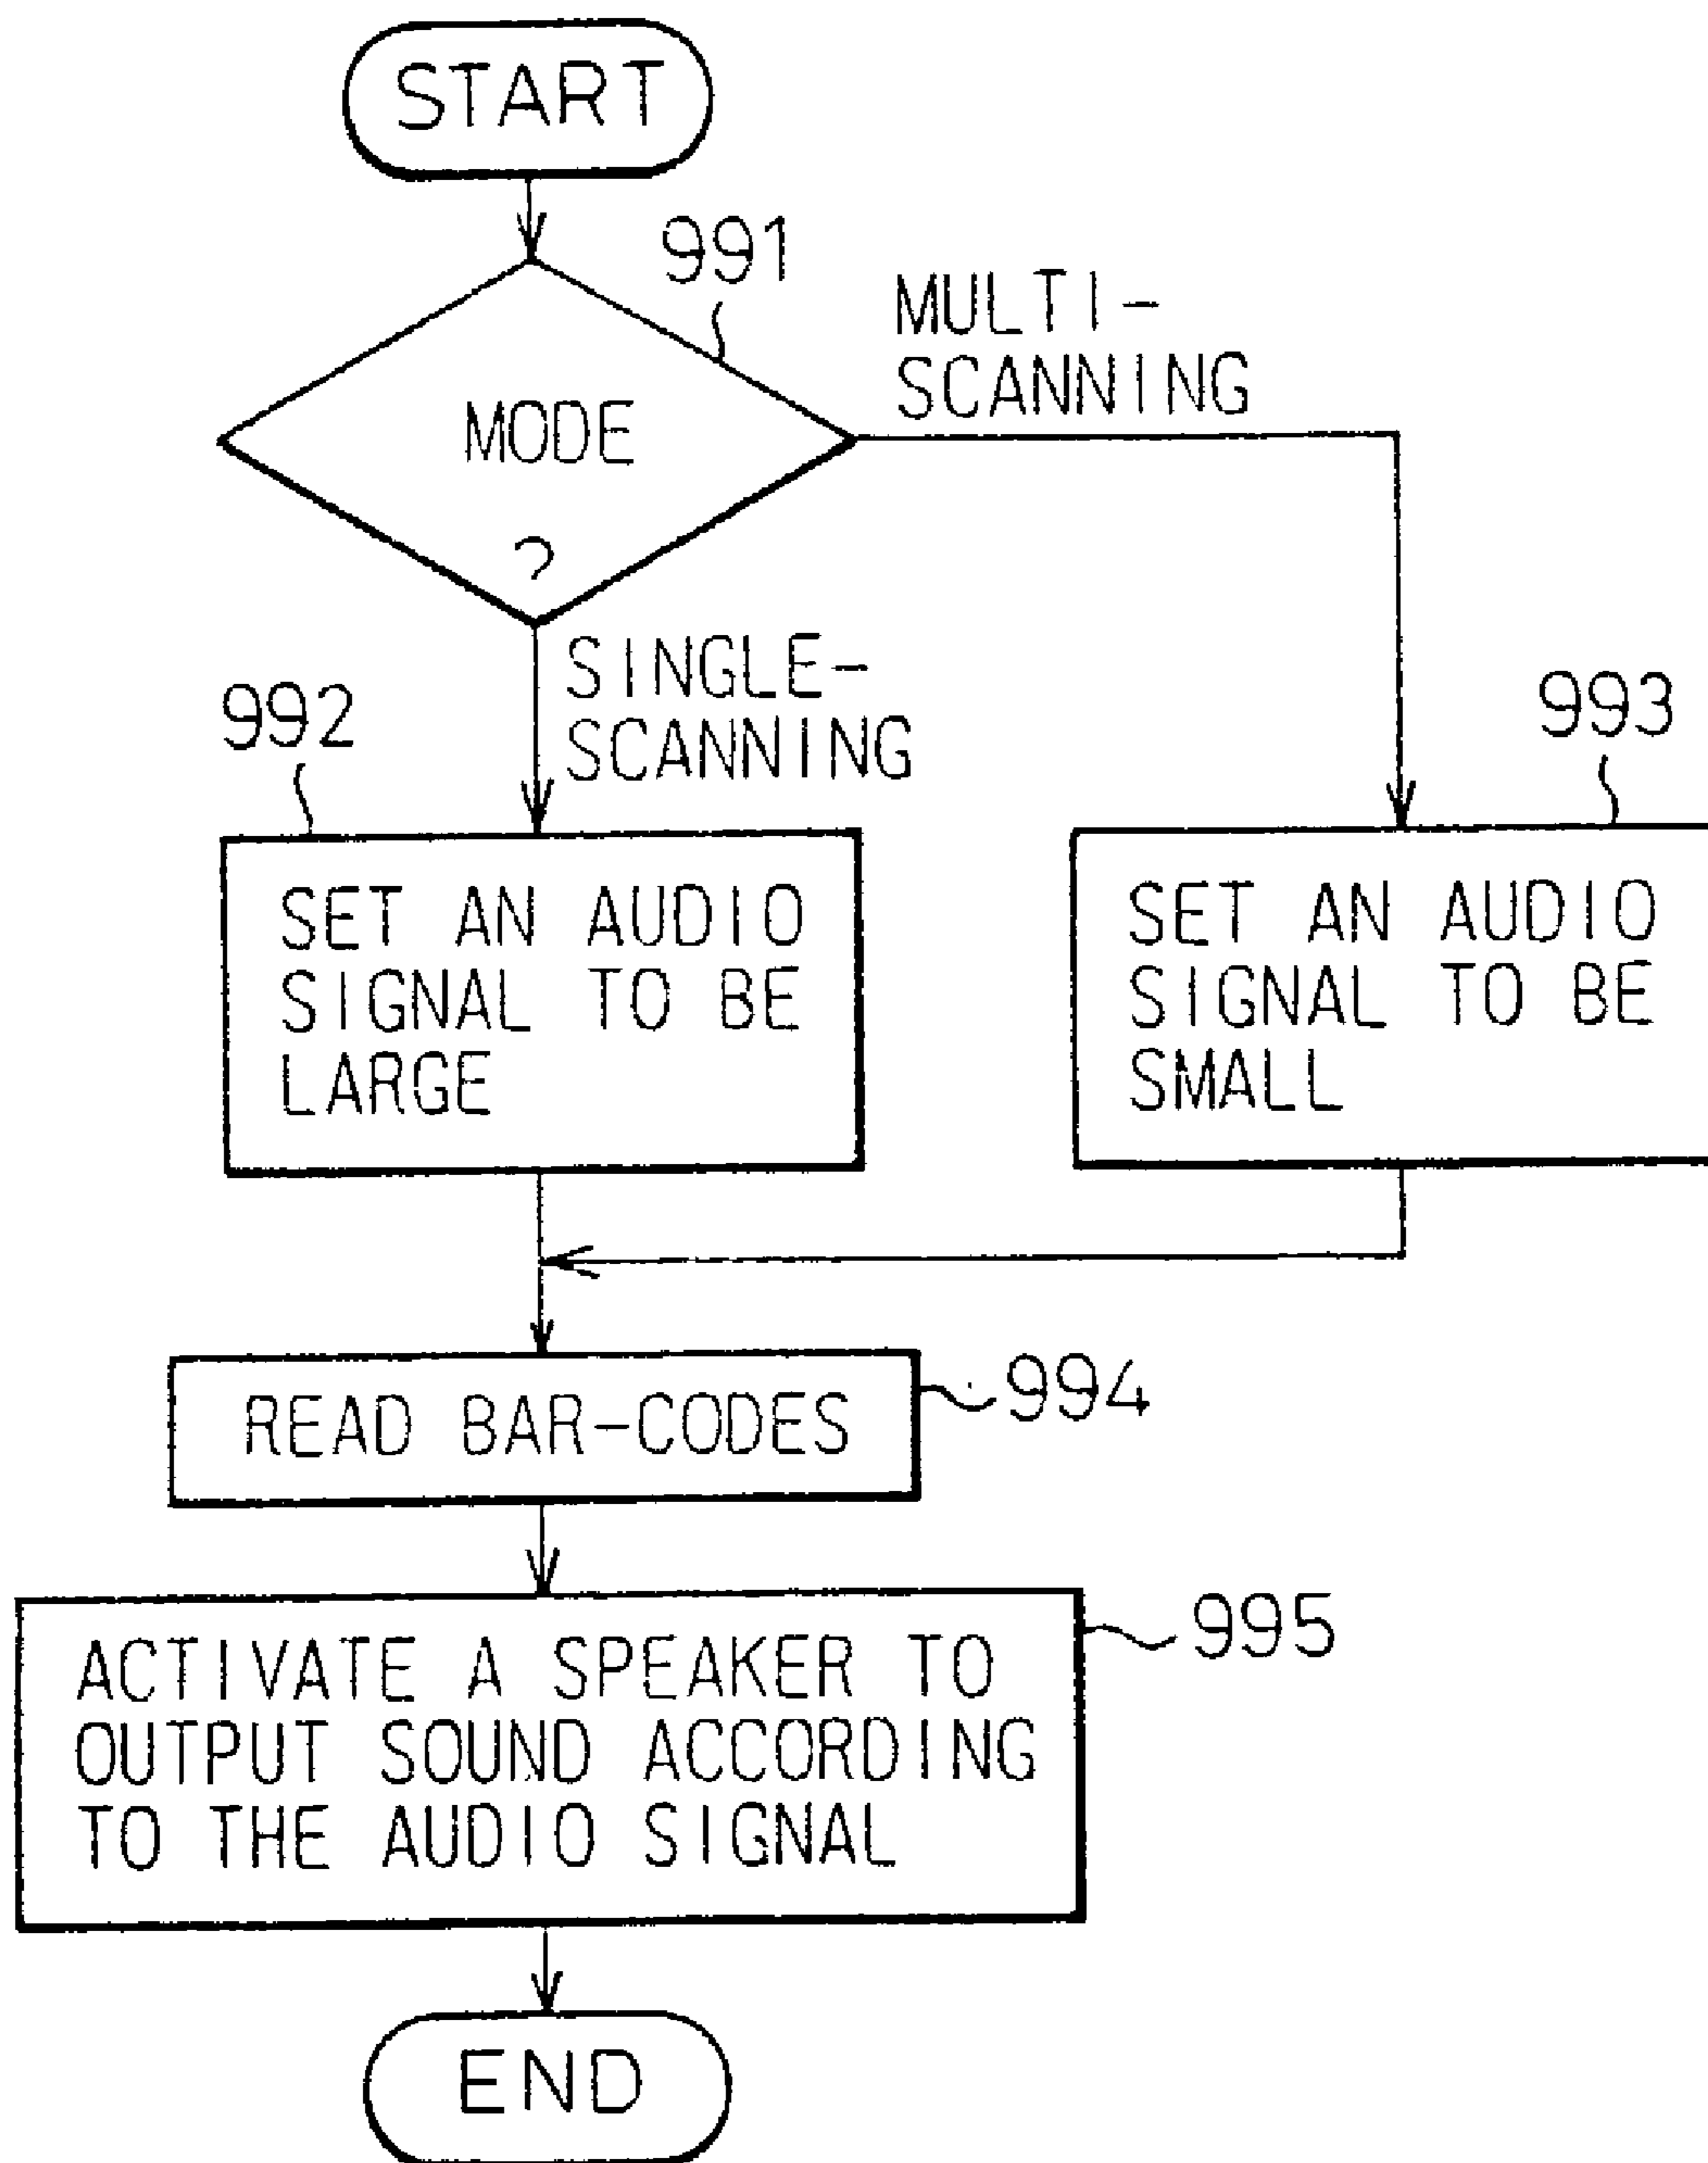 START
991
MULTI-
SCANNING
MODE
?
SINGLE-
SCANNING
992
993
SET AN AUDIO
SIGNAL TO BE
LARGE
SET AN AUDIO
SIGNAL TO BE
SMALL
READ BAR-CODES
994
ACTIVATE A SPEAKER TO
OUTPUT SOUND ACCORDING
TO THE AUDIO SIGNAL
995
END